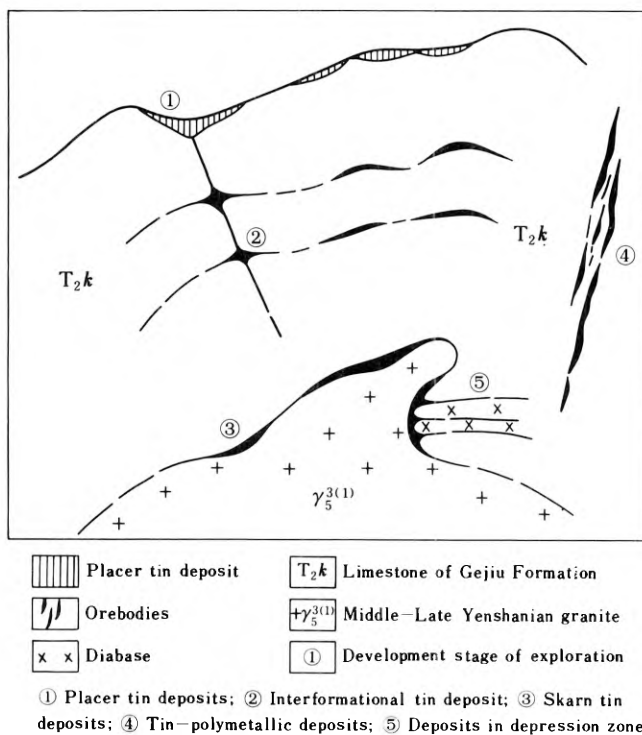 ①
②
T₂k
T₂k
④
⑤
③
γ₅³⁽¹⁾
Placer tin deposit
T₂k Limestone of Gejiu Formation
Orebodies
γ₅³⁽¹⁾ Middle-Late Yenshanian granite
Diabase
① Development stage of exploration
① Placer tin deposits; ② Interformational tin deposit; ③ Skarn tin
deposits; ④ Tin-polymetallic deposits; ⑤ Deposits in depression zone